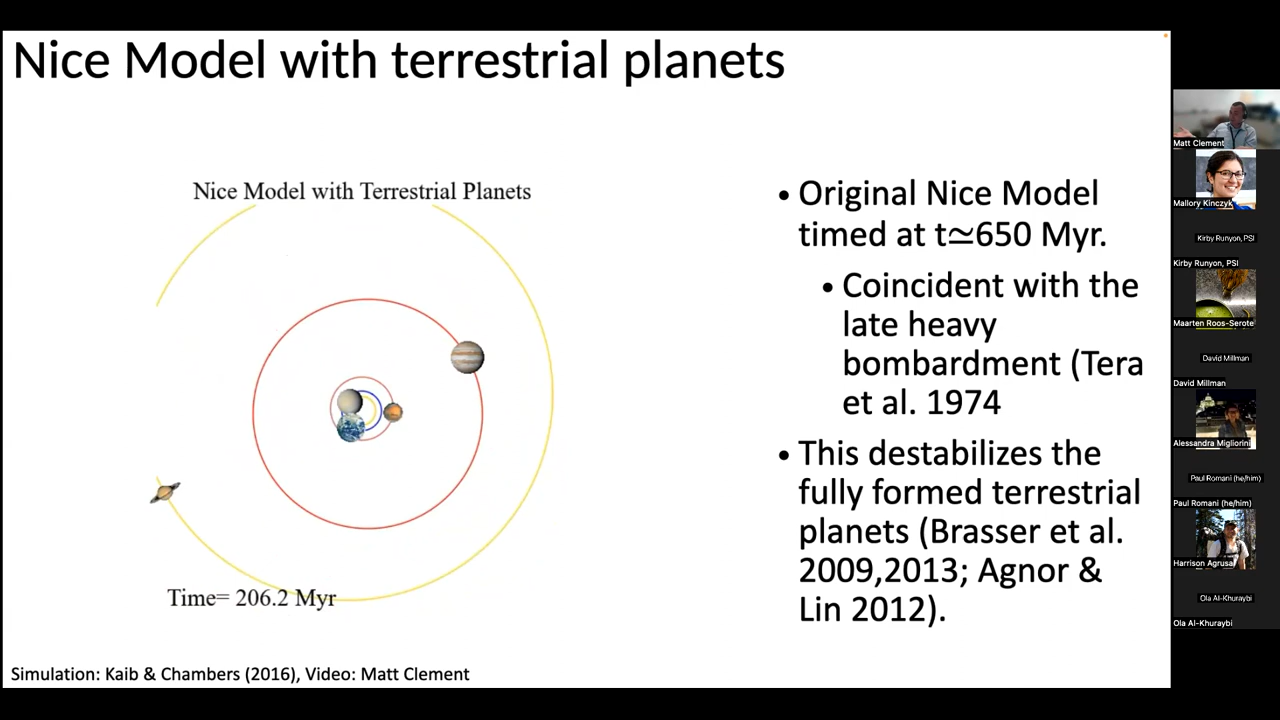 Nice Model with terrestrial planets
Nice Model with Terrestrial Planets
Time= 206.2 Myr
• Original Nice Model
timed at t≃650 Myr.
• Coincident with the
late heavy
bombardment (Tera
et al. 1974
• This destabilizes the
fully formed terrestrial
planets (Brasser et al.
2009,2013; Agnor &
Lin 2012).
Simulation: Kaib & Chambers (2016), Video: Matt Clement
Matt Clement
Mallory Kinczyk
Kirby Runyon, PSI
Kirby Runyon, PSI
Maarten Roos-Serote
David Millman
David Millman
Alessandra Migliorini
Paul Romani (he/him)
Paul Romani (he/him)
Harrison Agrusa
Ola Al-Khuraybi
Ola Al-Khuraybi